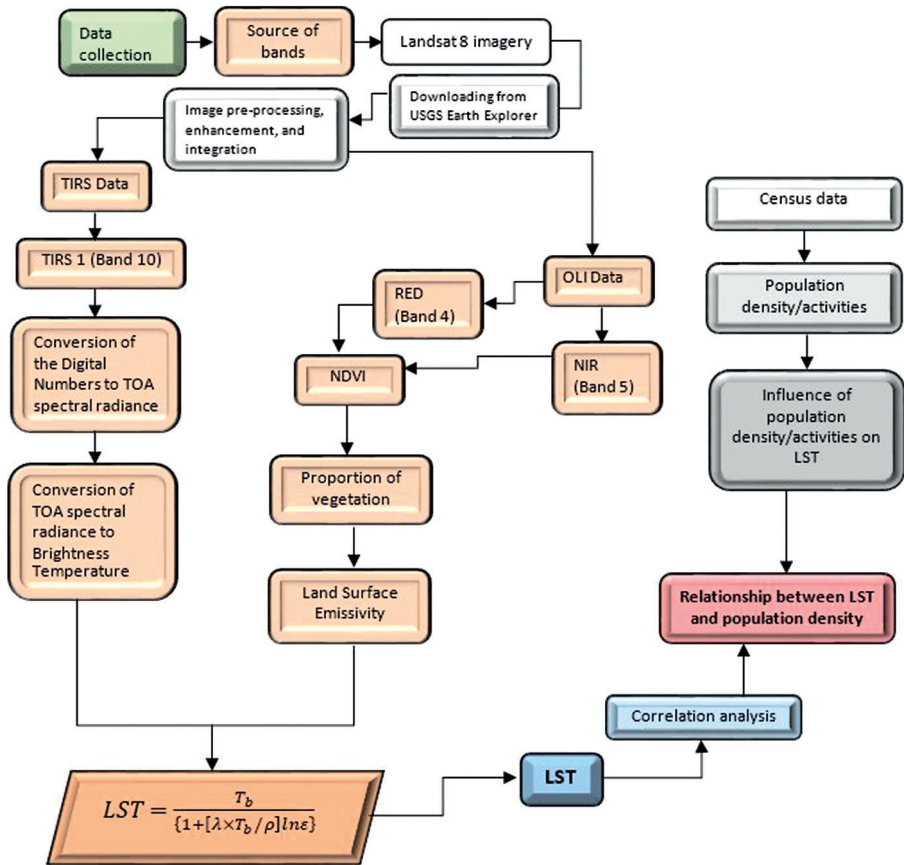 Data
collection
Source of
bands
Landsat 8 imagery
Downloading from
USGS Earth Explorer
Image pre-processing,
enhancement, and
integration
TIRS Data
TIRS 1 (Band 10)
Conversion of
the Digital
Numbers to TOA
spectral radiance
Conversion of
TOA spectral
radiance to
Brightness
Temperature
OLI Data
RED
(Band 4)
NIR
(Band 5)
NDVI
Proportion of
vegetation
Land Surface
Emissivity
Census data
Population
density/activities
Influence of
population
density/activities on
LST
Relationship between LST
and population density
Correlation analysis
LST
LST = T_b / {1+[λ×T_b/ρ]lnε}